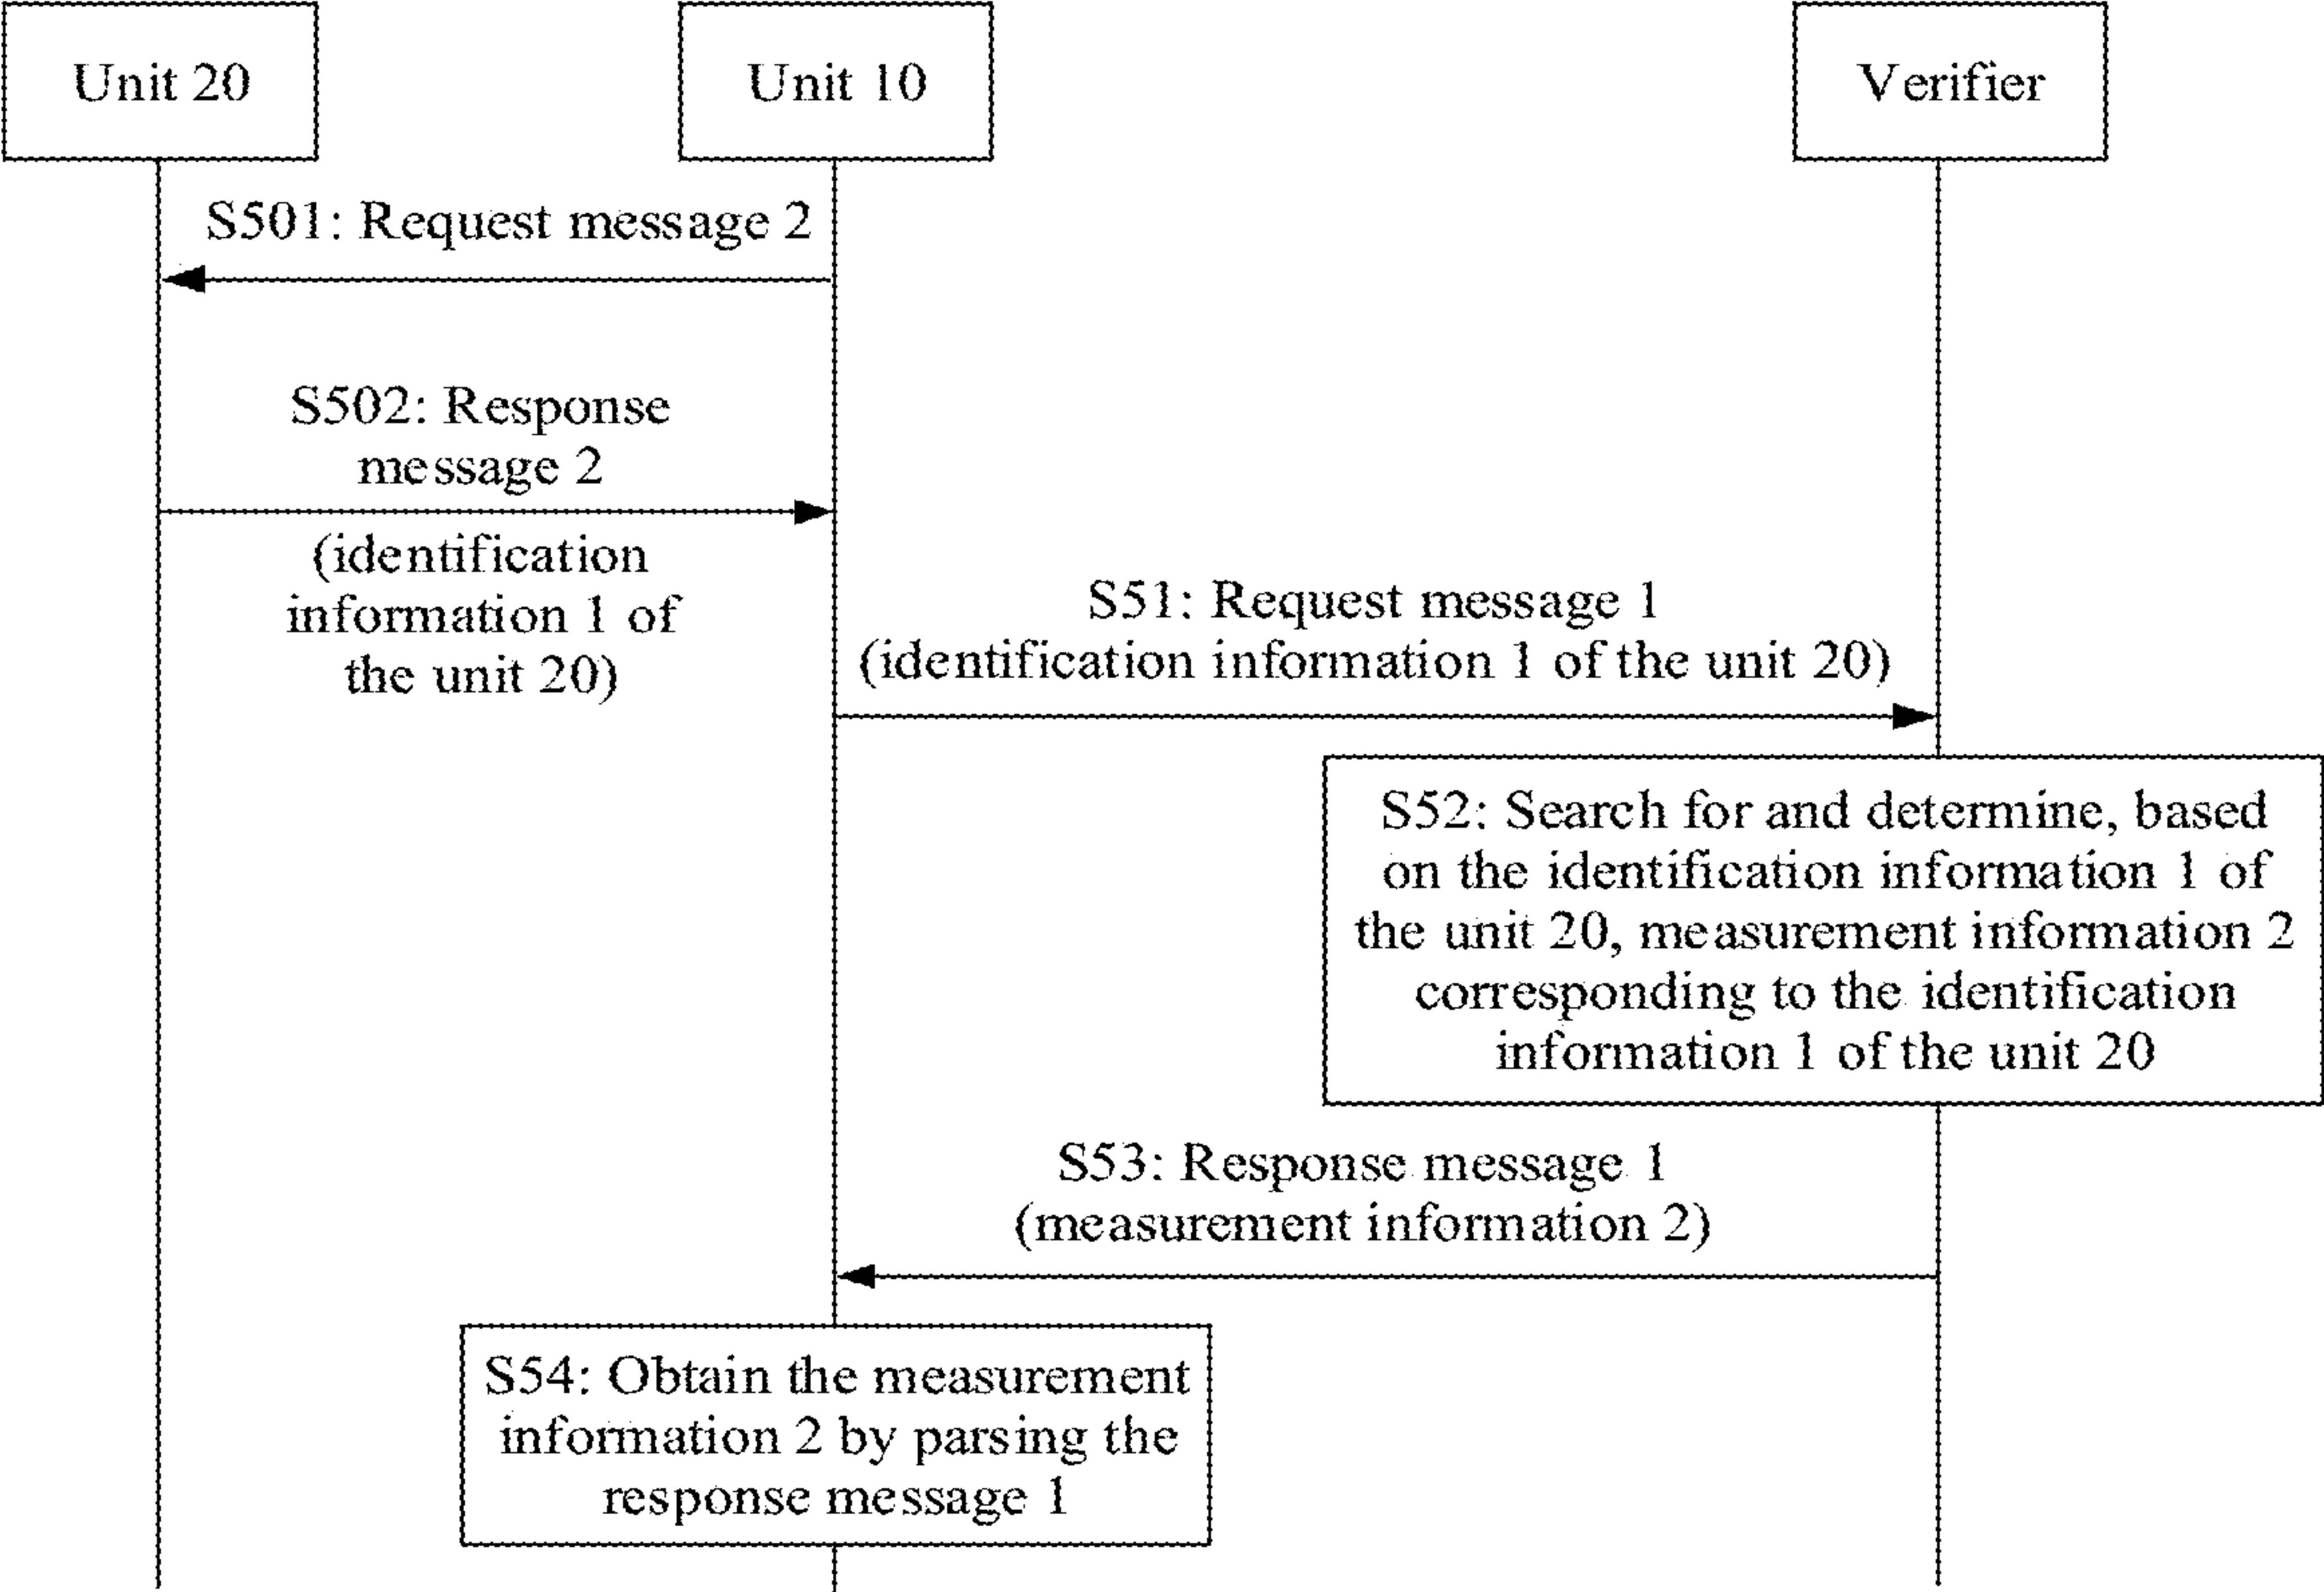 Unit 20
Unit 10
Verifier
S501: Request message 2
S502: Response
message 2
(identification
information 1 of
the unit 20)
S51: Request message 1
(identification information 1 of the unit 20)
S52: Search for and determine, based
on the identification information 1 of
the unit 20, measurement information 2
corresponding to the identification
information 1 of the unit 20
S53: Response message 1
(measurement information 2)
S54: Obtain the measurement
information 2 by parsing the
response message 1